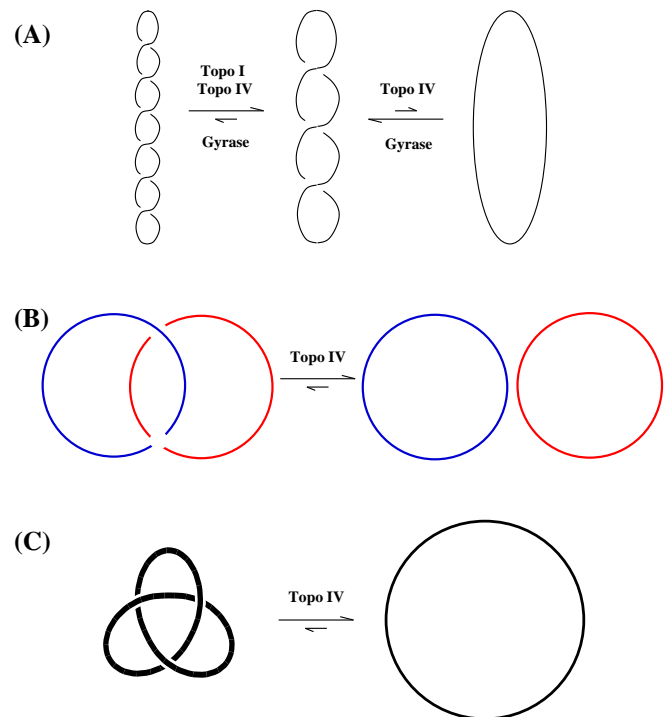 (A)
Topo I
Topo IV
Gyrase
Topo IV
Gyrase
(B)
Topo IV
(C)
Topo IV